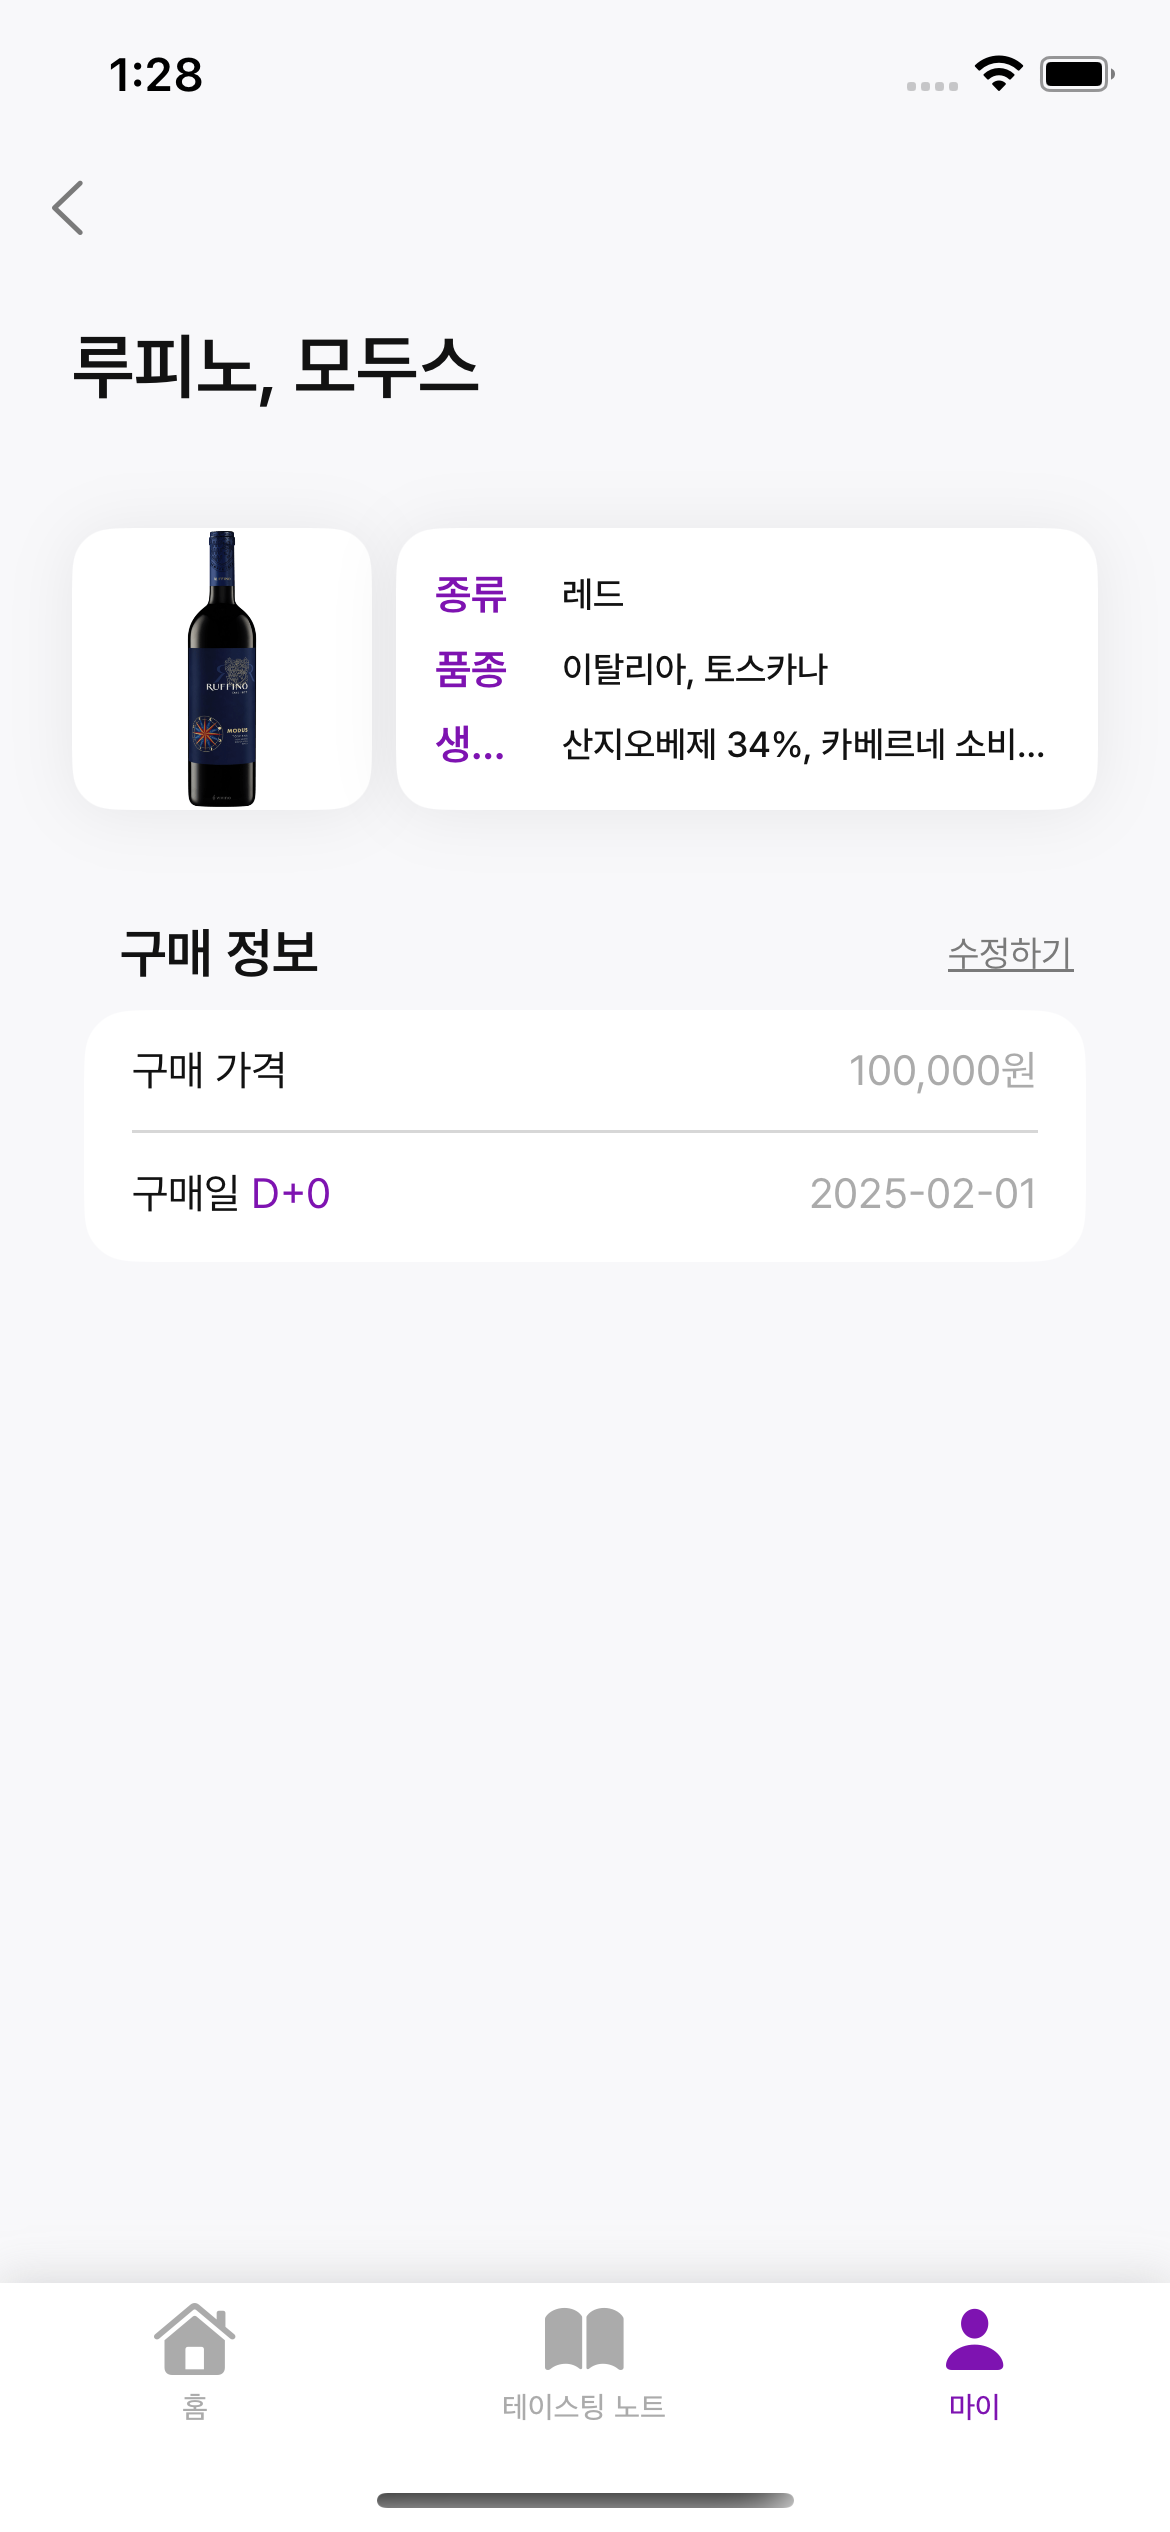 1:28
루피노, 모두스
RUFFINO
MODUS
종류 레드
품종 이탈리아, 토스카나
생... 산지오베제 34%, 카베르네 소비...
구매 정보 수정하기
구매 가격 100,000원
구매일 D+0 2025-02-01
홈 테이스팅 노트 마이